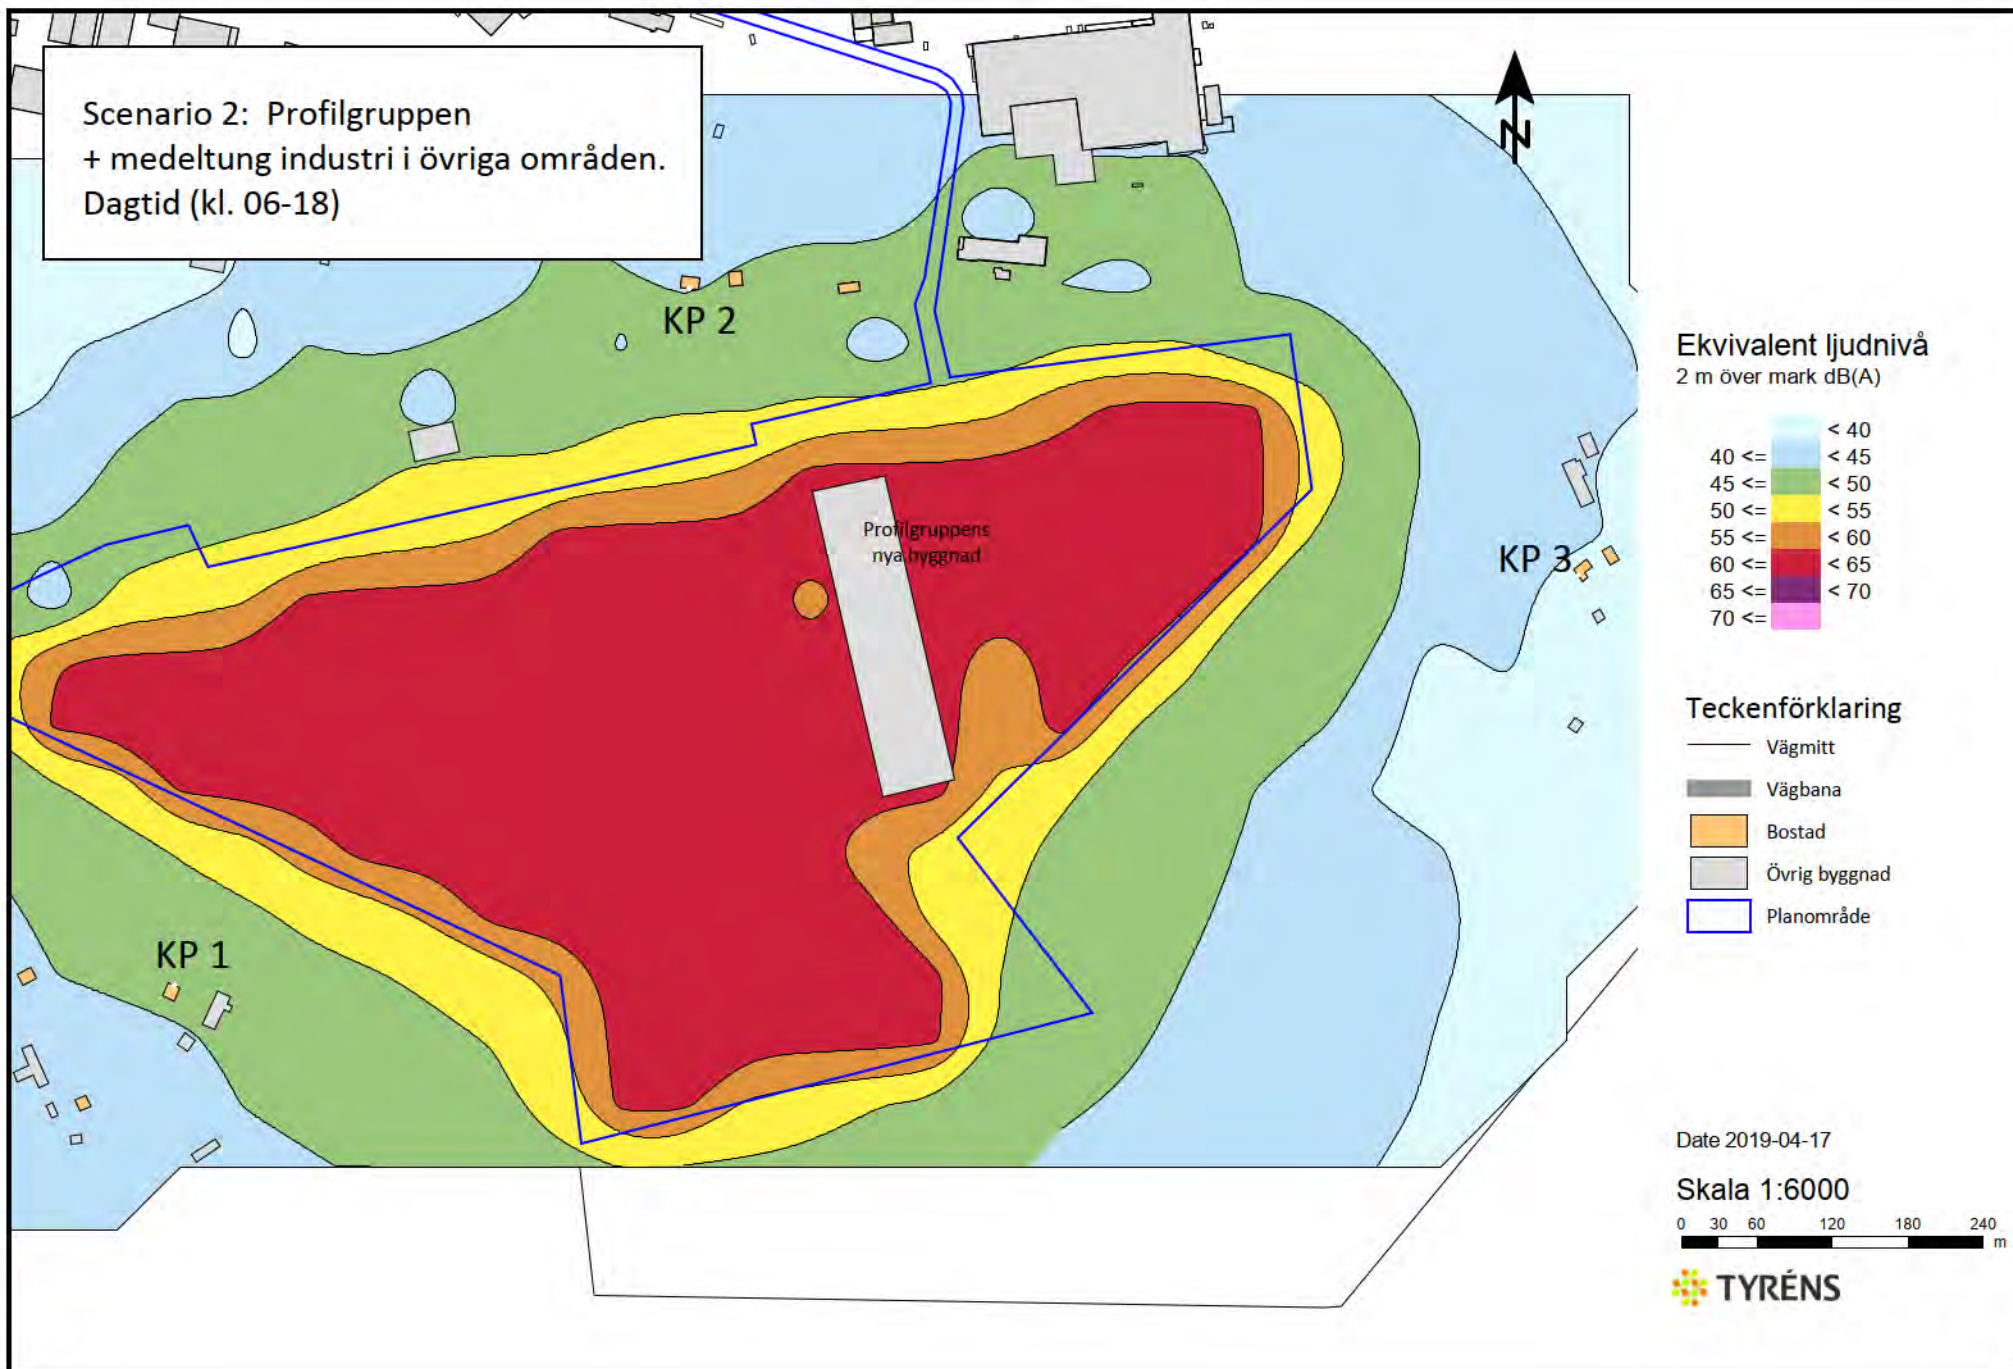 Scenario 2: Profilgruppen
+ medeltung industri i övriga områden.
Dagtid (kl. 06-18)
N
KP 2
Profilgruppens
nya byggnad
KP 3
KP 1
Ekvivalent ljudnivå
2 m över mark dB(A)
< 40
40 <= < 45
45 <= < 50
50 <= < 55
55 <= < 60
60 <= < 65
65 <= < 70
70 <=
Teckenförklaring
Vägmitt
Vägbana
Bostad
Övrig byggnad
Planområde
Date 2019-04-17
Skala 1:6000
0 30 60 120 180 240
m
TYRÉNS